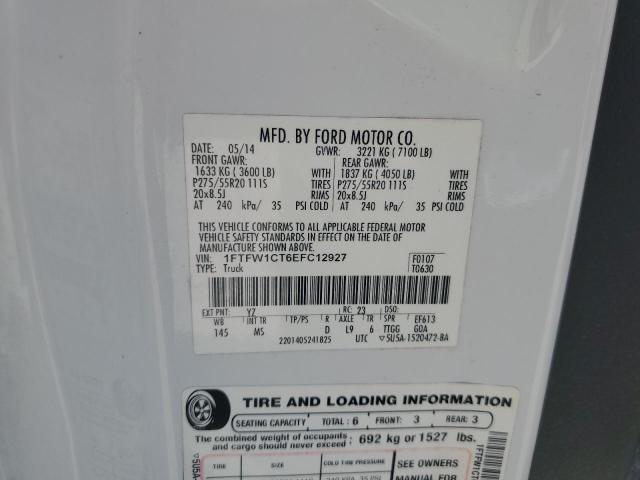 MFD. BY FORD MOTOR CO.
DATE: 05/14 GVWR: 3221 KG ( 7100 LB)
FRONT GAWR: REAR GAWR:
1633 KG ( 3600 LB) WITH 1837 KG ( 4050 LB) WITH
P275/55R20 111S TIRES P275/55R20 111S TIRES
20x8.5J RIMS 20x8.5J RIMS
AT 240 kPa/ 35 PSI COLD AT 240 kPa/ 35 PSI COLD
THIS VEHICLE CONFORMS TO ALL APPLICABLE FEDERAL MOTOR
VEHICLE SAFETY AND THEFT PREVENTION STANDARDS IN EFFECT ON THE DATE OF
MANUFACTURE SHOWN ABOVE.
VIN: 1FTFW1CT6EFC12927 F0107
TYPE: Truck T0630
EXT PNT: YZ RC: 23 DSO:
WB INT TR TP/PS R AXLE TR SPR EF613
145 MS D L9 6 TTGG G0A
2201405241825 UTC ▽5U5A-1520472-BA
TIRE AND LOADING INFORMATION
SEATING CAPACITY TOTAL : 6 FRONT: 3 REAR: 3
The combined weight of occupants
and cargo should never exceed : 692 kg or 1527 lbs.
TIRE SIZE COLD TIRE PRESSURE SEE OWNERS
MANUAL FOR
▽5U5A
1FTFW1CT